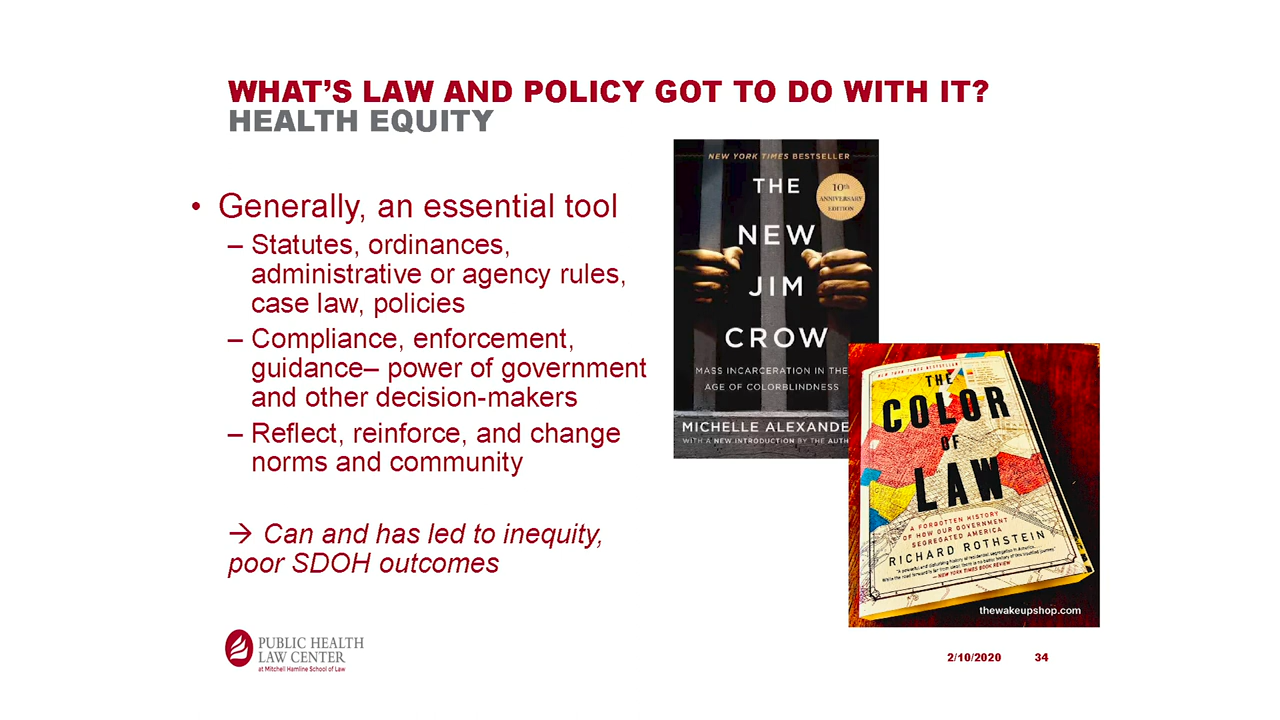 WHAT'S LAW AND POLICY GOT TO DO WITH IT?
HEALTH EQUITY
• Generally, an essential tool
– Statutes, ordinances,
administrative or agency rules,
case law, policies
– Compliance, enforcement,
guidance– power of government
and other decision-makers
– Reflect, reinforce, and change
norms and community
→ Can and has led to inequity,
poor SDOH outcomes
NEW YORK TIMES BESTSELLER
THE
10th
ANNIVERSARY
EDITION
NEW
JIM
CROW
MASS INCARCERATION IN THE
AGE OF COLORBLINDNESS
MICHELLE ALEXANDE
WITH A NEW INTRODUCTION BY THE AUTH
NEW YORK TIMES BESTSELLER
THE
COLOR
OF
LAW
A FORGOTTEN HISTORY
OF HOW OUR GOVERNMENT
SEGREGATED AMERICA
RICHARD ROTHSTEIN
—NEW YORK TIMES BOOK REVIEW
thewakeupshop.com
PUBLIC HEALTH
LAW CENTER
at Mitchell Hamline School of Law
2/10/2020 34